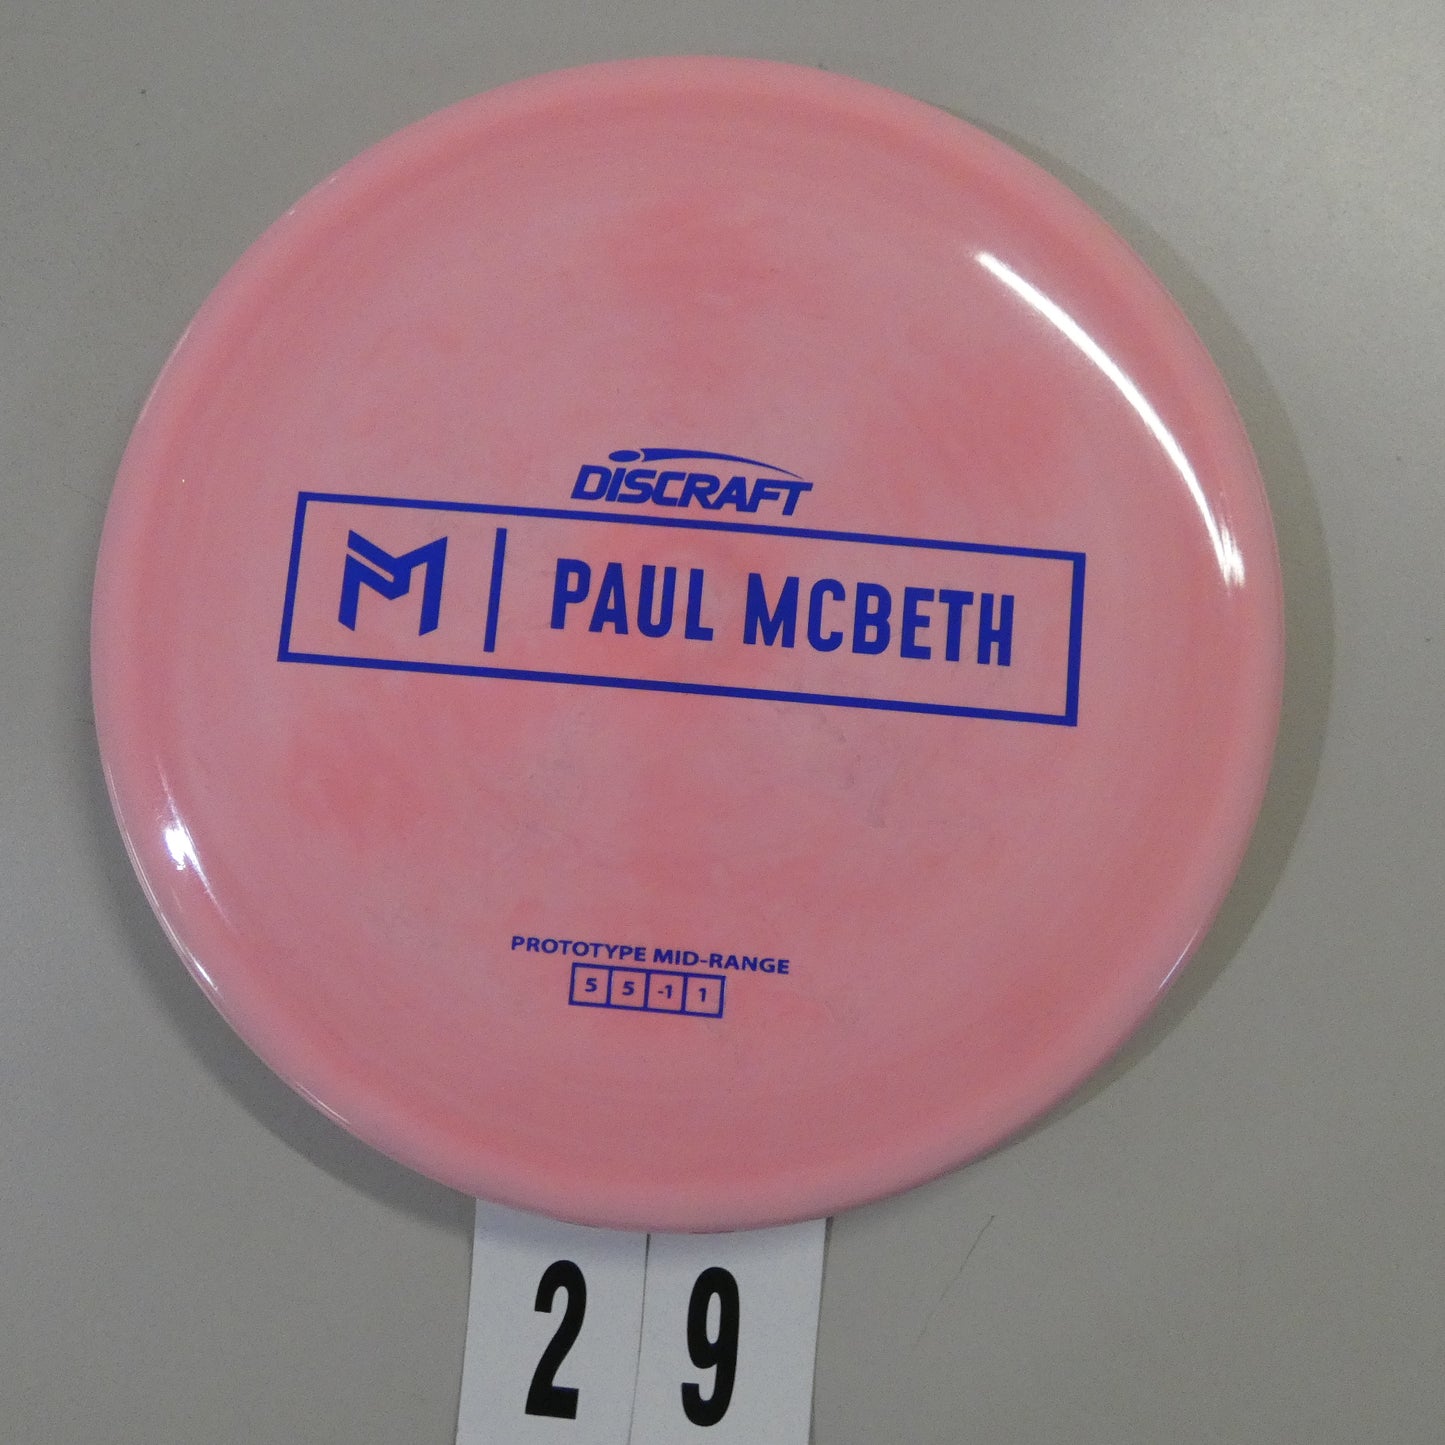 DISCRAFT
PAUL MCBETH
PROTOTYPE MID-RANGE
5 5 -1 1
2 9